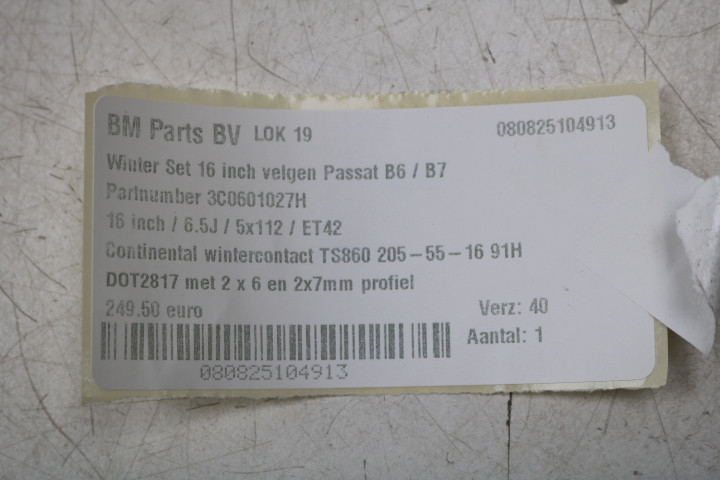 BM Parts BV LOK 19 080825104913
Winter Set 16 inch velgen Passat B6 / B7
Partnumber 3C0601027H
16 inch / 6.5J / 5x112 / ET42
Continental wintercontact TS860 205-55-16 91H
DOT2817 met 2 x 6 en 2x7mm profiel
249.50 euro Verz: 40
Aantal: 1
080825104913